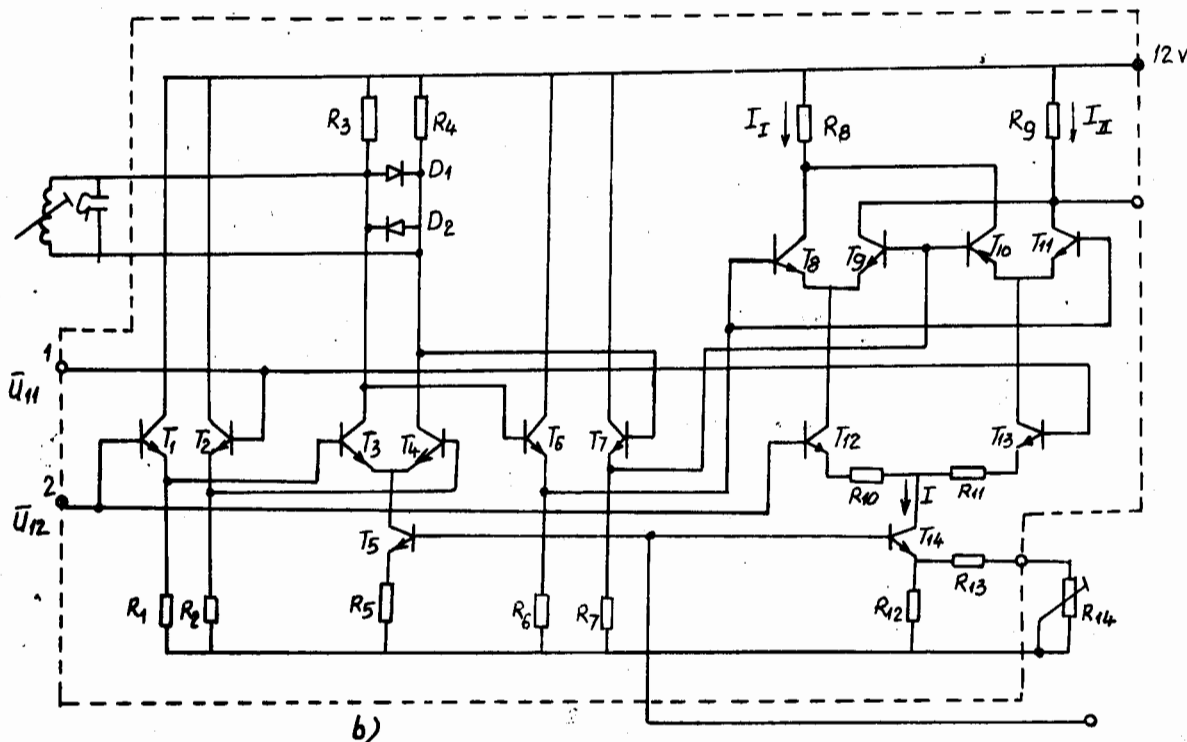 12 V
I_I
R8
R9
I_II
R3
R4
D1
C1
D2
T8
T9
T10
T11
1
Ū11
T1
T2
T3
T4
T6
T7
T12
T13
2
Ū12
R10
I
R11
T5
T14
R13
R1
R2
R5
R6
R7
R12
R14
b)